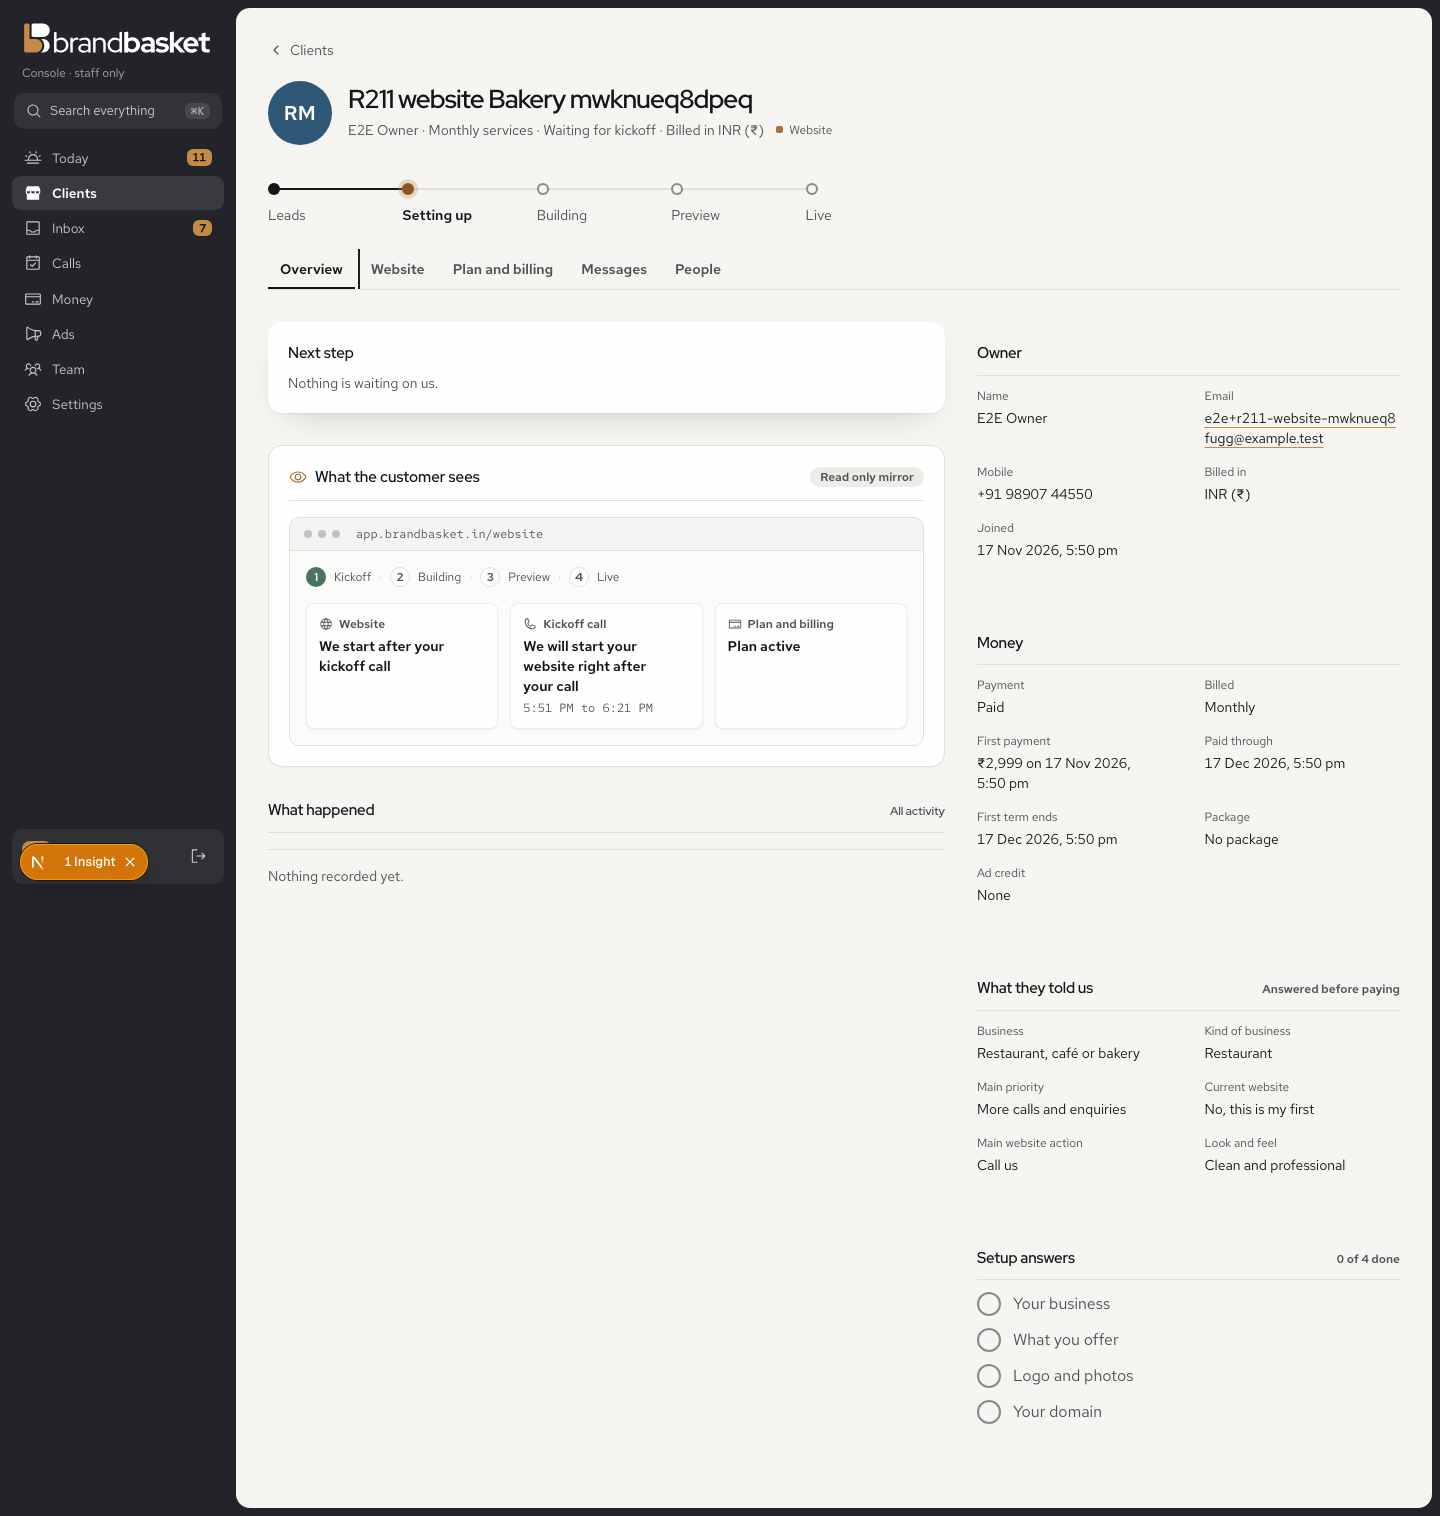 brandbasket
Console · staff only
Search everything ⌘K
Today 11
Clients
Inbox 7
Calls
Money
Ads
Team
Settings
1 Insight
Clients
RM
R211 website Bakery mwknueq8dpeq
E2E Owner · Monthly services · Waiting for kickoff · Billed in INR (₹) Website
Leads Setting up Building Preview Live
Overview Website Plan and billing Messages People
Next step
Nothing is waiting on us.
What the customer sees Read only mirror
app.brandbasket.in/website
1 Kickoff · 2 Building · 3 Preview · 4 Live
Website
We start after your
kickoff call
Kickoff call
We will start your
website right after
your call
5:51 PM to 6:21 PM
Plan and billing
Plan active
What happened All activity
Nothing recorded yet.
Owner
Name
E2E Owner
Email
e2e+r211-website-mwknueq8
fugg@example.test
Mobile
+91 98907 44550
Billed in
INR (₹)
Joined
17 Nov 2026, 5:50 pm
Money
Payment
Paid
Billed
Monthly
First payment
₹2,999 on 17 Nov 2026,
5:50 pm
Paid through
17 Dec 2026, 5:50 pm
First term ends
17 Dec 2026, 5:50 pm
Package
No package
Ad credit
None
What they told us Answered before paying
Business
Restaurant, café or bakery
Kind of business
Restaurant
Main priority
More calls and enquiries
Current website
No, this is my first
Main website action
Call us
Look and feel
Clean and professional
Setup answers 0 of 4 done
Your business
What you offer
Logo and photos
Your domain